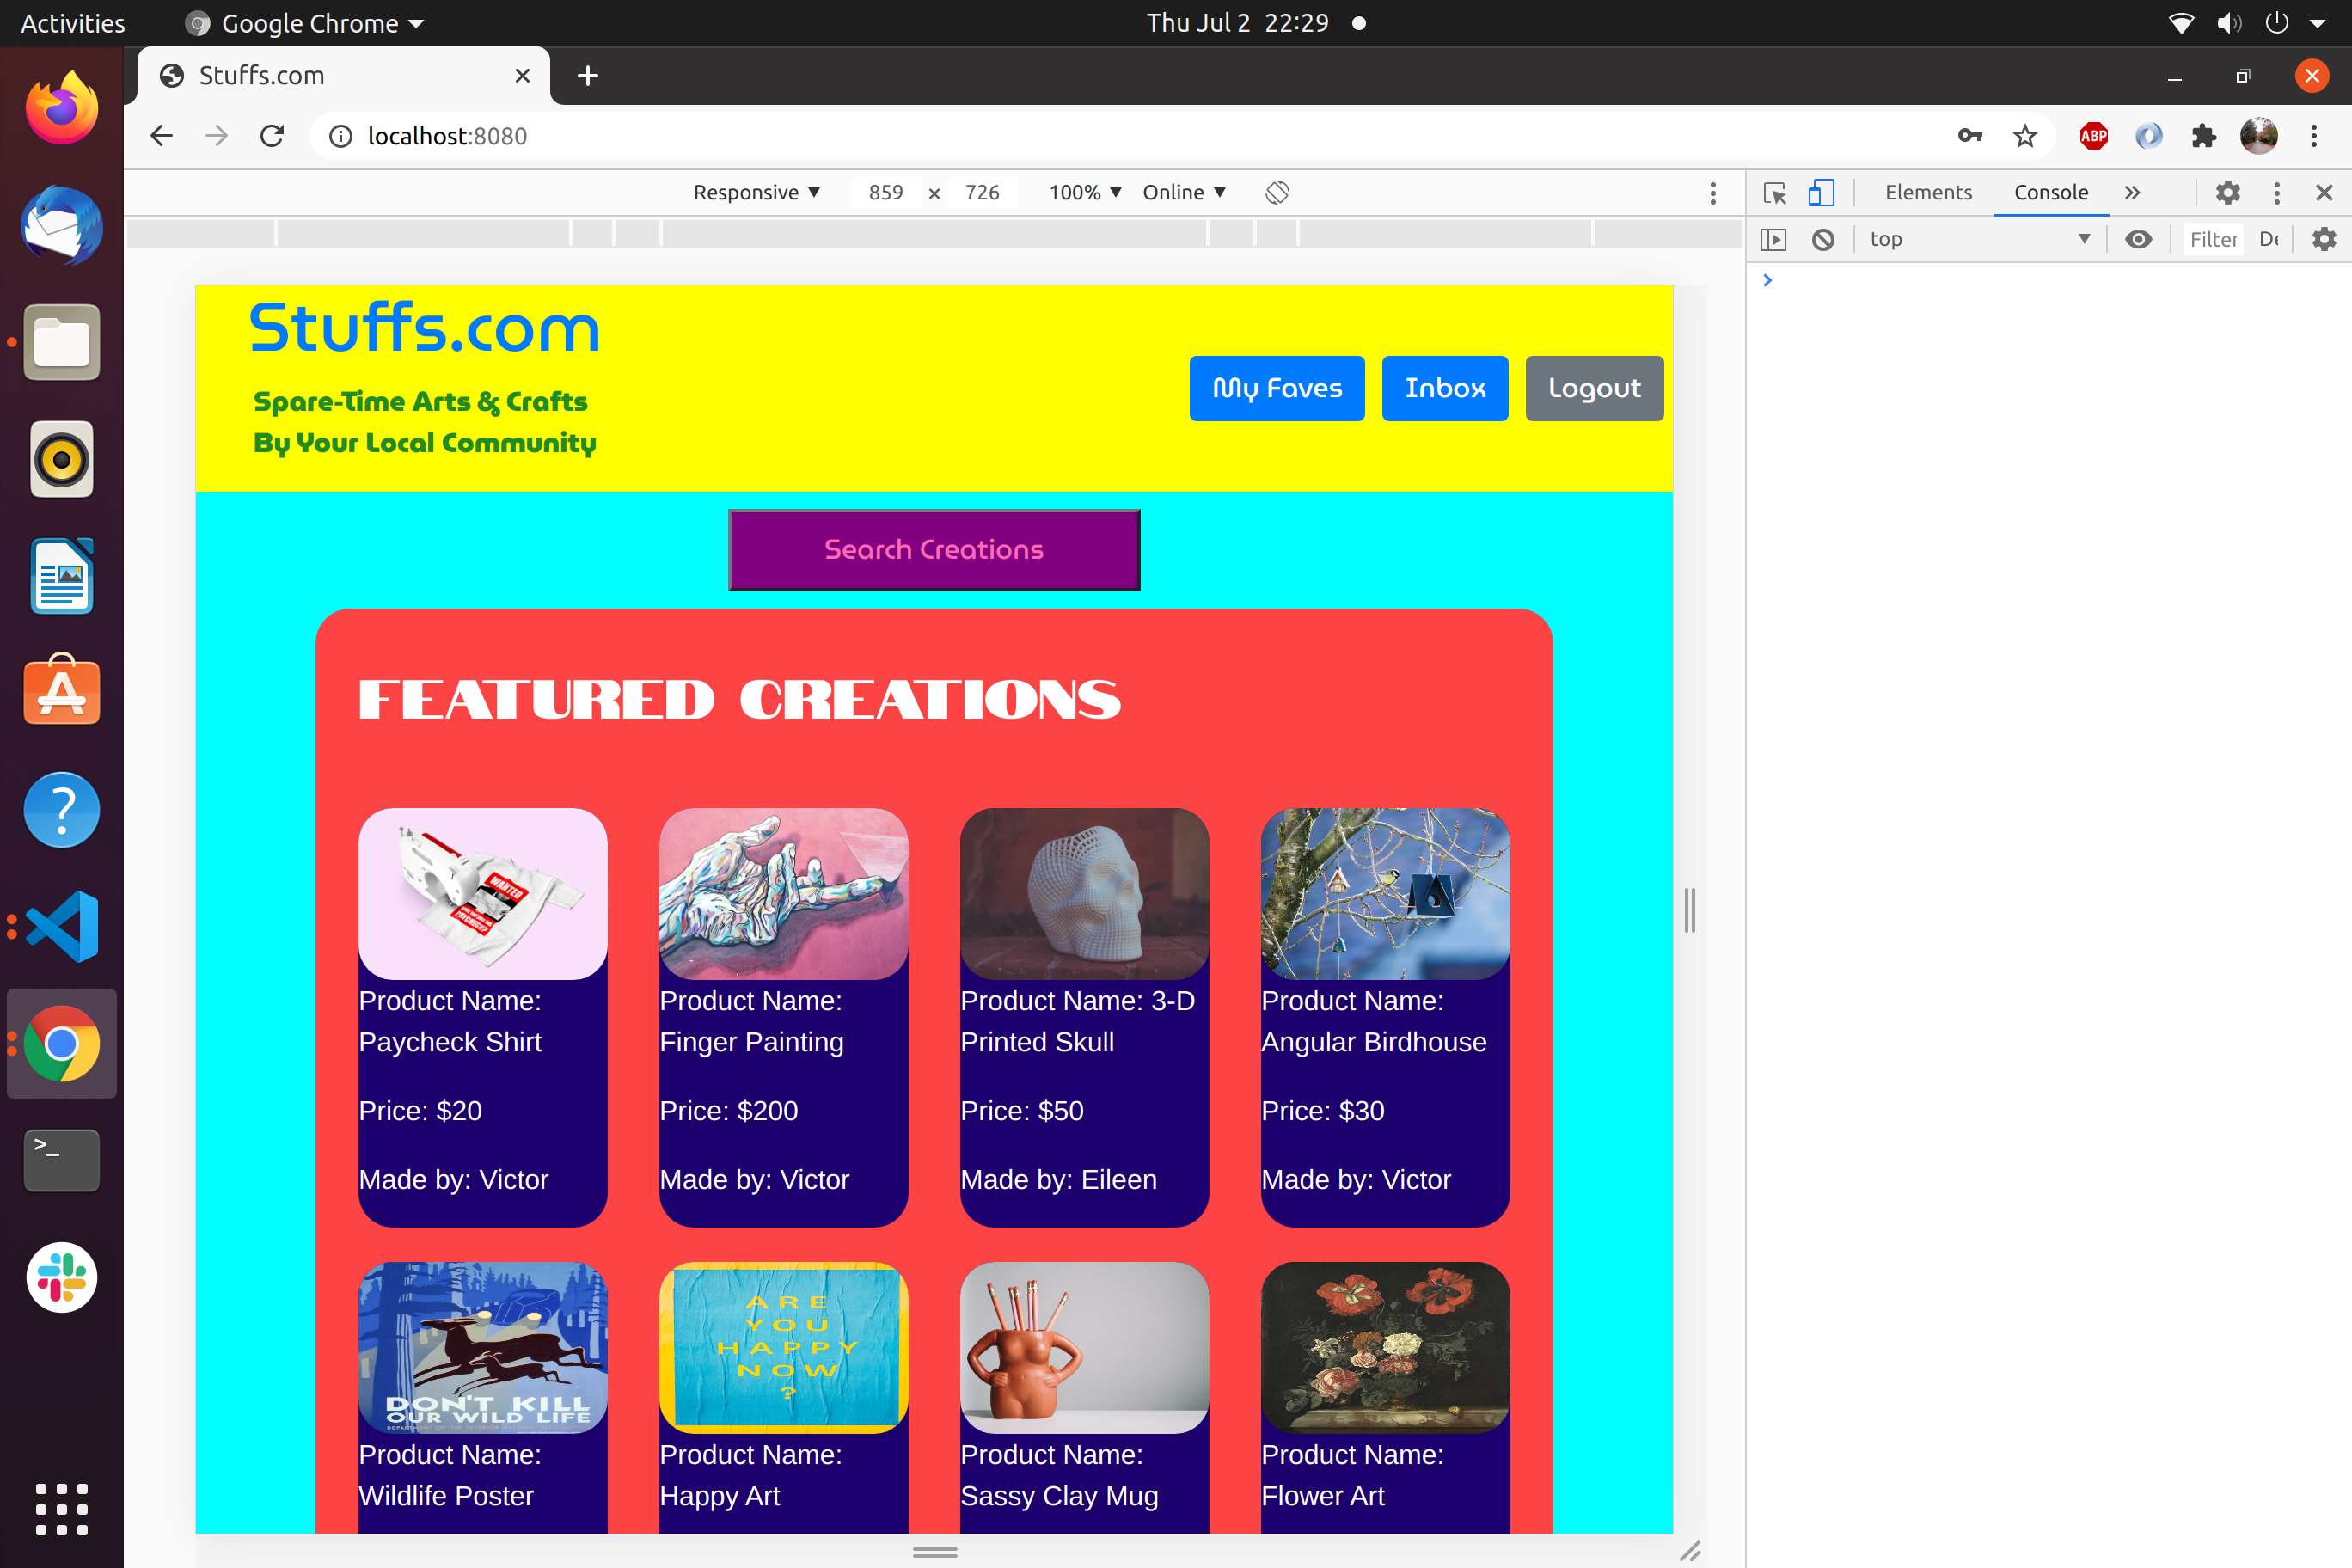 Activities
Google Chrome
Thu Jul 2 22:29
Stuffs.com
localhost:8080
ABP
Responsive
859 × 726
100%
Online
Elements
Console
top
Filter
Stuffs.com
Spare-Time Arts & Crafts
By Your Local Community
My Faves
Inbox
Logout
Search Creations
FEATURED CREATIONS
WANTED
PAYCHECK?
Product Name:
Paycheck Shirt
Price: $20
Made by: Victor
Product Name:
Finger Painting
Price: $200
Made by: Victor
Product Name: 3-D
Printed Skull
Price: $50
Made by: Eileen
Product Name:
Angular Birdhouse
Price: $30
Made by: Victor
DON'T KILL
OUR WILD LIFE
Product Name:
Wildlife Poster
ARE
YOU
HAPPY
NOW
?
Product Name:
Happy Art
Product Name:
Sassy Clay Mug
Product Name:
Flower Art